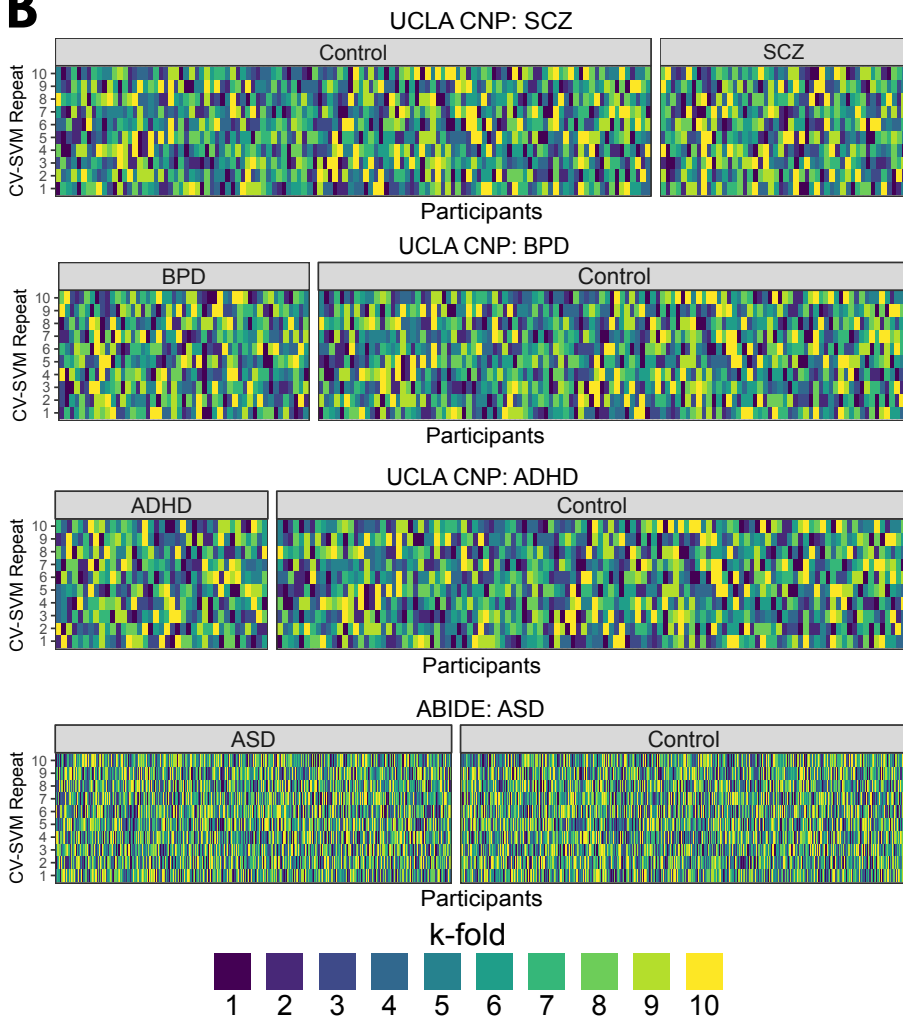 B
UCLA CNP: SCZ
Control SCZ
CV-SVM Repeat
10
9
8
7
6
5
4
3
2
1
Participants
UCLA CNP: BPD
BPD Control
CV-SVM Repeat
10
9
8
7
6
5
4
3
2
1
Participants
UCLA CNP: ADHD
ADHD Control
CV-SVM Repeat
10
9
8
7
6
5
4
3
2
1
Participants
ABIDE: ASD
ASD Control
CV-SVM Repeat
10
9
8
7
6
5
4
3
2
1
Participants
k-fold
1 2 3 4 5 6 7 8 9 10